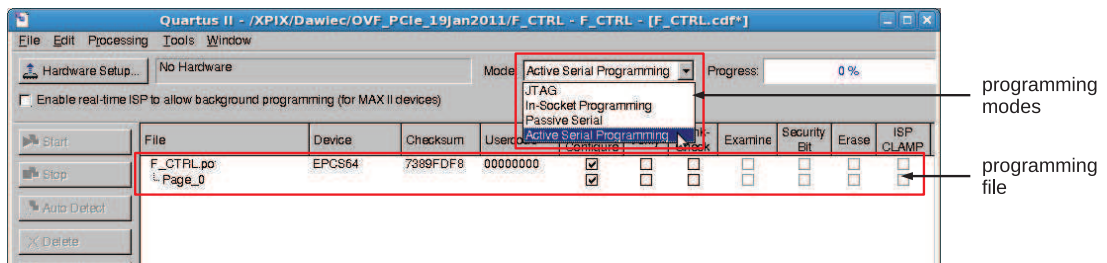 Quartus II - /XPIX/Dawiec/OVF_PCIe_19Jan2011/F_CTRL - F_CTRL - [F_CTRL.cdf*]
File Edit Processing Tools Window
Hardware Setup... No Hardware Mode Active Serial Programming Progress: 0 %
Enable real-time ISP to allow background programming (for MAX II devices)
JTAG
In-Socket Programming
Passive Serial
Active Serial Programming
programming
modes
Start
Stop
Auto Detect
Delete
File Device Checksum Examine Security Bit Erase ISP CLAMP
F_CTRL.po EPCS64 7389FDF8 00000000
Page_0
programming
file